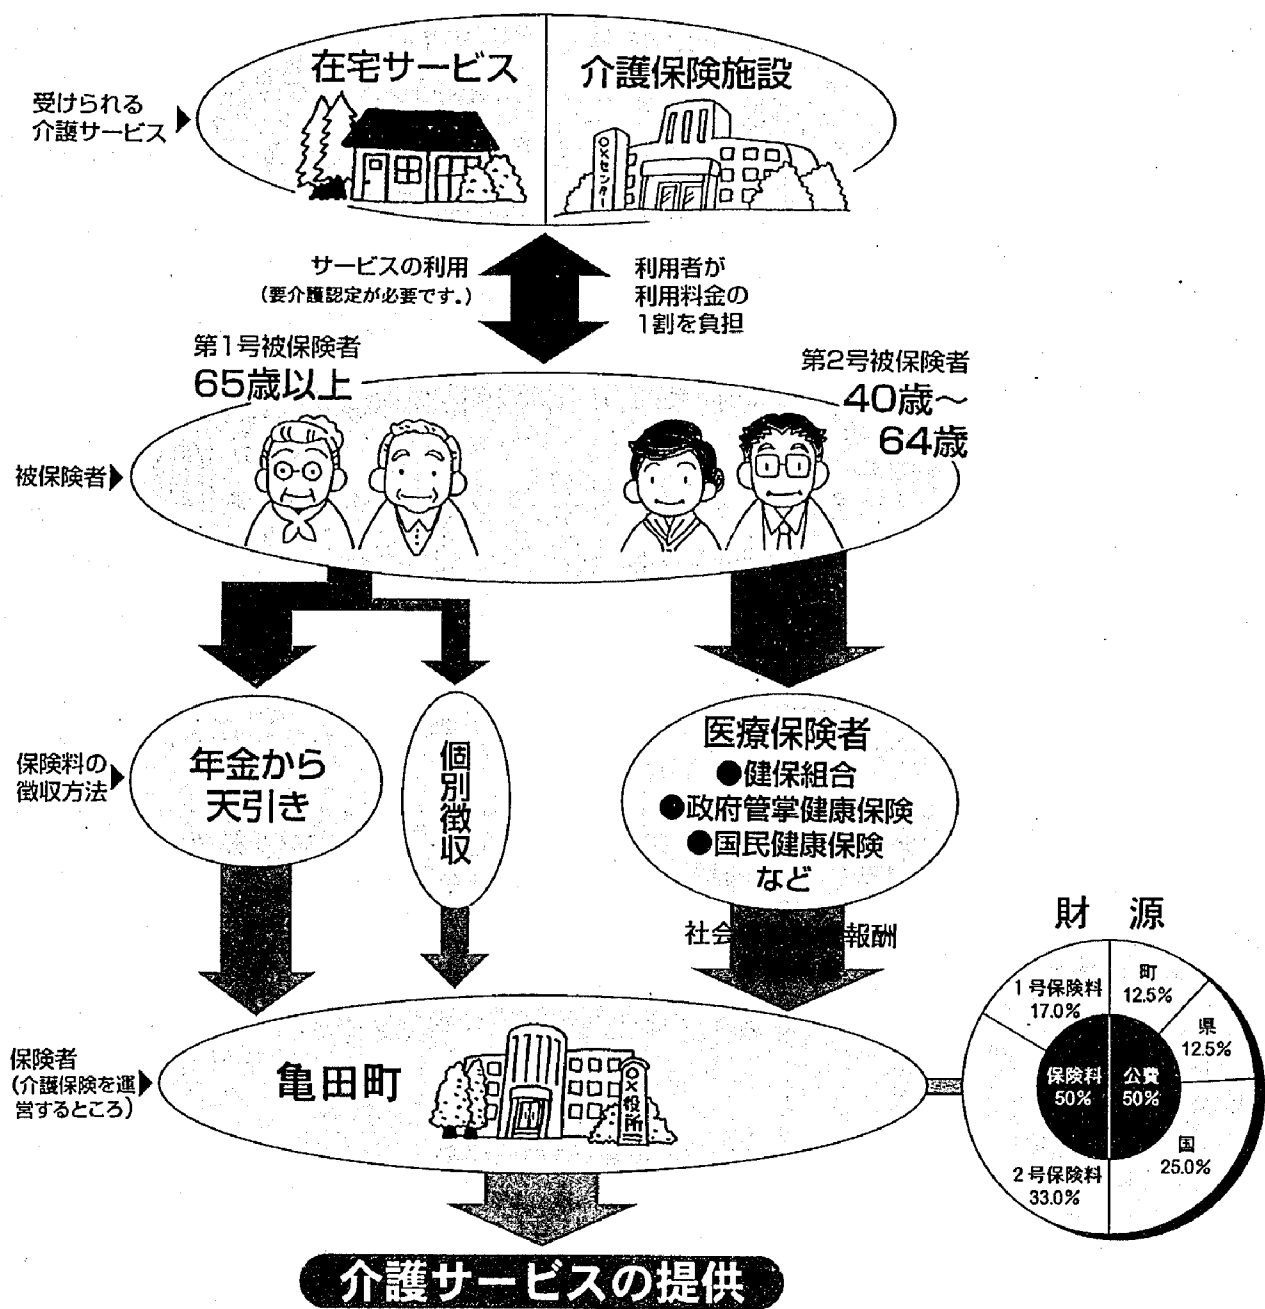 在宅サービス
介護保険施設
受けられる
介護サービス
○×センター
サービスの利用
(要介護認定が必要です。)
利用者が
利用料金の
1割を負担
第1号被保険者
65歳以上
第2号被保険者
40歳～
64歳
被保険者
保険料の
徴収方法
年金から
天引き
個別徴収
医療保険者
●健保組合
●政府管掌健康保険
●国民健康保険
など
社会
報酬
財 源
1号保険料
17.0%
町
12.5%
県
12.5%
保険料
50%
公費
50%
国
25.0%
2号保険料
33.0%
保険者
(介護保険を運
営するところ)
亀田町
○×役所
介護サービスの提供